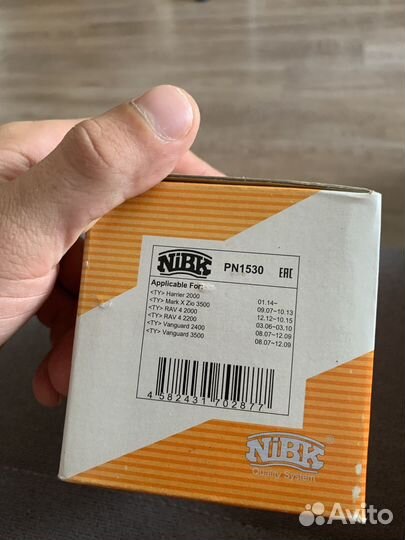 NiBK PN1530 EAC
Applicable For:
<TY> Harrier 2000 01.14~
<TY> Mark X Zio 3500 09.07~10.13
<TY> RAV 4 2000 12.12~10.15
<TY> RAV 4 2200 03.06~03.10
<TY> Vanguard 2400 08.07~12.09
<TY> Vanguard 3500 08.07~12.09
4 582431 702877
NiBK ®
Quality System
Avito